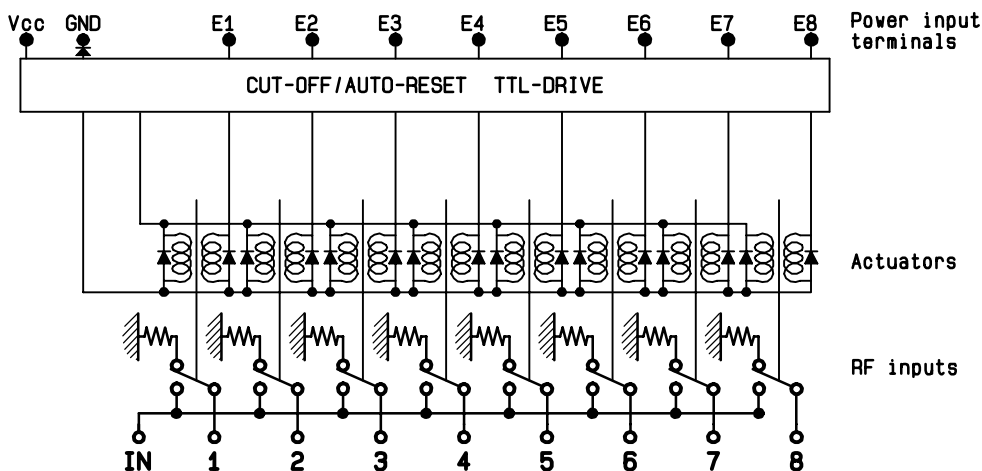 Vcc GND E1 E2 E3 E4 E5 E6 E7 E8 Power input
terminals
CUT-OFF/AUTO-RESET TTL-DRIVE
Actuators
RF inputs
IN 1 2 3 4 5 6 7 8